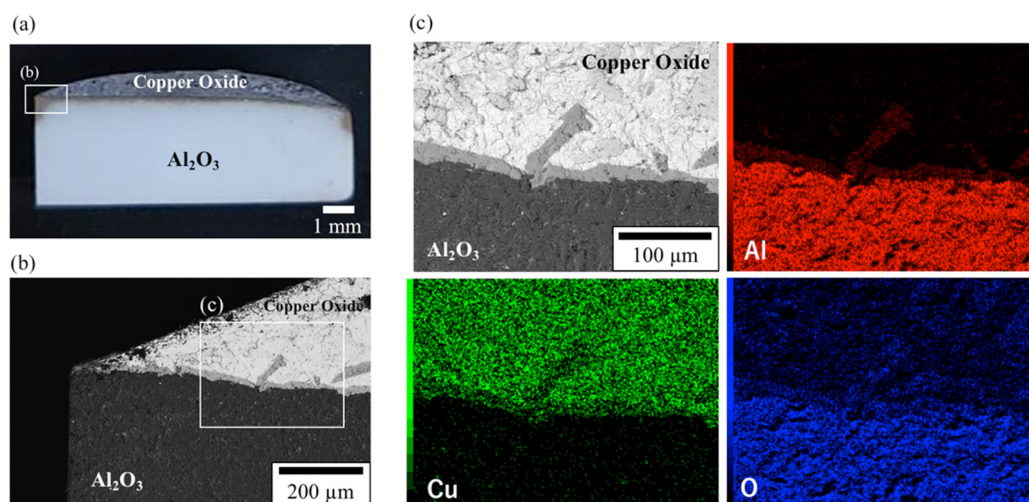 (a)
(b)
Copper Oxide
Al₂O₃
1 mm
(b)
(c)
Copper Oxide
Al₂O₃
200 μm
(c)
Copper Oxide
Al₂O₃
100 μm
Al
Cu
O